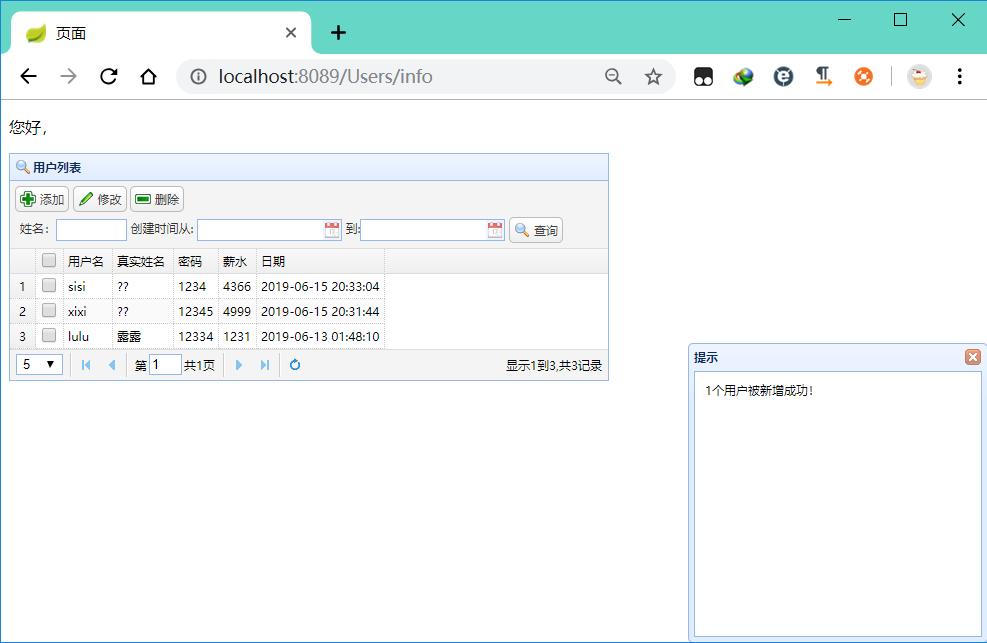 页面
localhost:8089/Users/info
您好，
用户列表
添加 修改 删除
姓名： 创建时间从: 到: 查询
用户名 真实姓名 密码 薪水 日期
1 sisi ?? 1234 4366 2019-06-15 20:33:04
2 xixi ?? 12345 4999 2019-06-15 20:31:44
3 lulu 露露 12334 1231 2019-06-13 01:48:10
5 第 1 共1页 显示1到3,共3记录
提示
1个用户被新增成功!